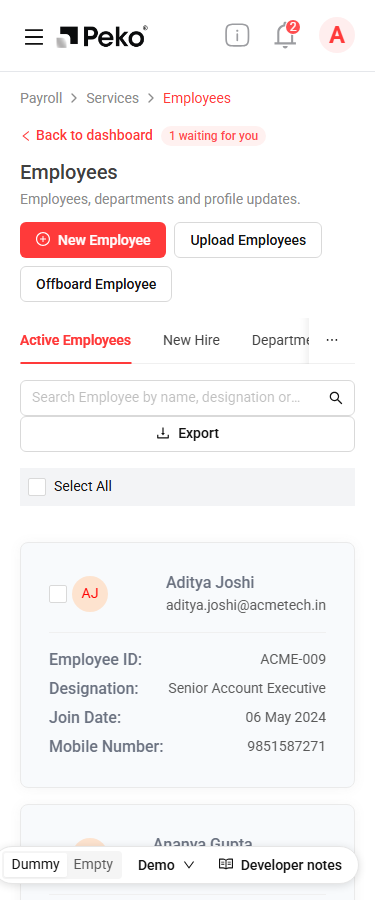 Peko
2
A
Payroll > Services > Employees
Back to dashboard 1 waiting for you
Employees
Employees, departments and profile updates.
New Employee Upload Employees
Offboard Employee
Active Employees New Hire Departme ...
Search Employee by name, designation or...
Export
Select All
AJ
Aditya Joshi
aditya.joshi@acmetech.in
Employee ID: ACME-009
Designation: Senior Account Executive
Join Date: 06 May 2024
Mobile Number: 9851587271
Ananya Gupta
Dummy Empty Demo Developer notes